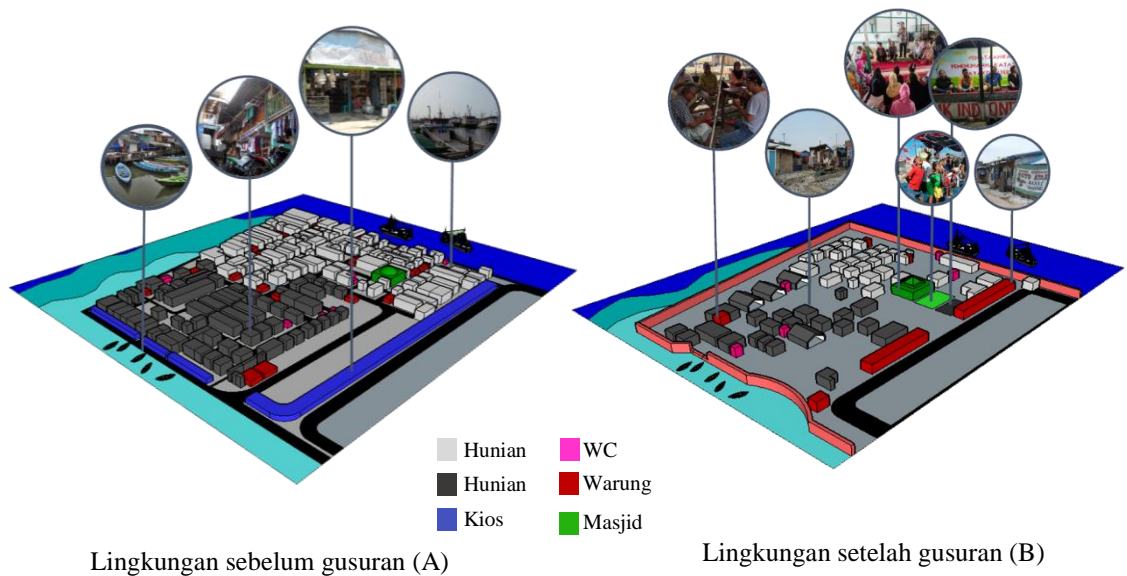 Hunian
WC
Hunian
Warung
Kios
Masjid
Lingkungan sebelum gusuran (A)
Lingkungan setelah gusuran (B)